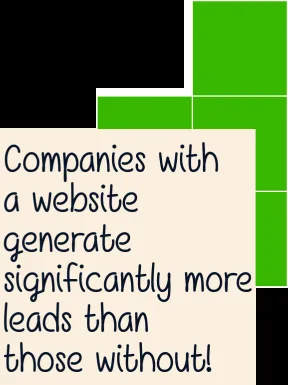 Companies with
a website
generate
significantly more
leads than
those without!